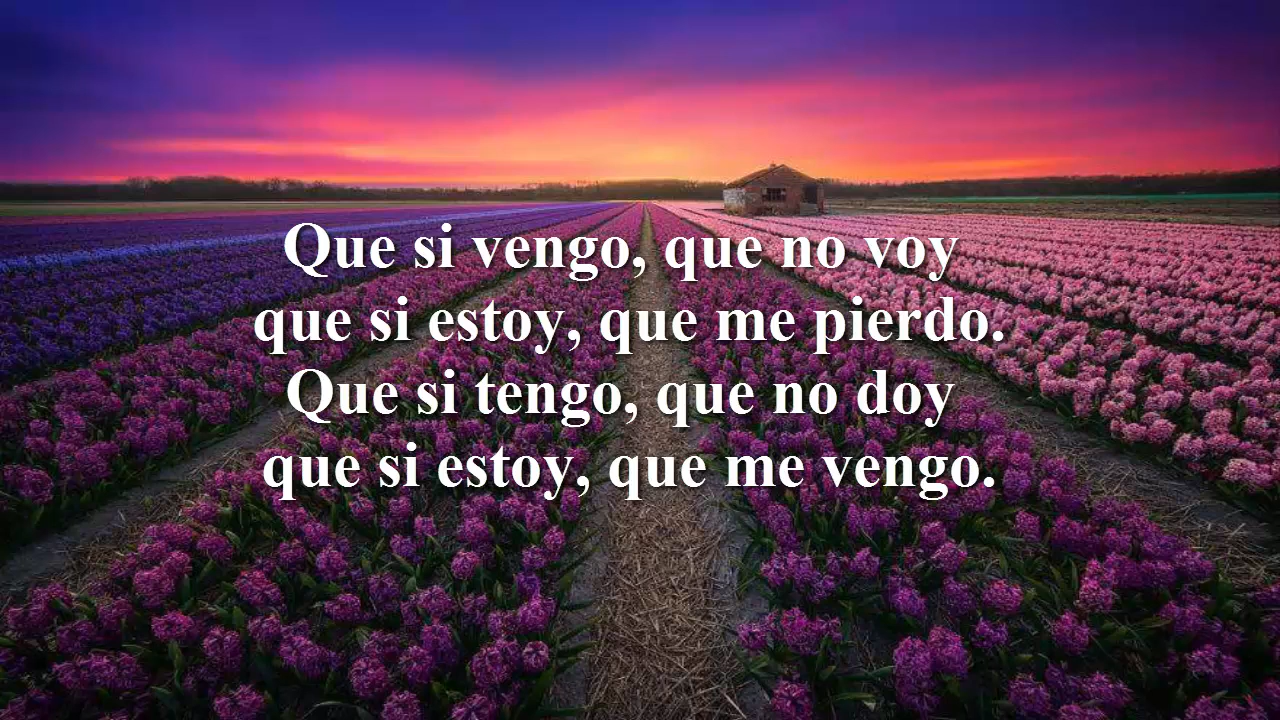 Que si vengo, que no voy
que si estoy, que me pierdo.
Que si tengo, que no doy
que si estoy, que me vengo.